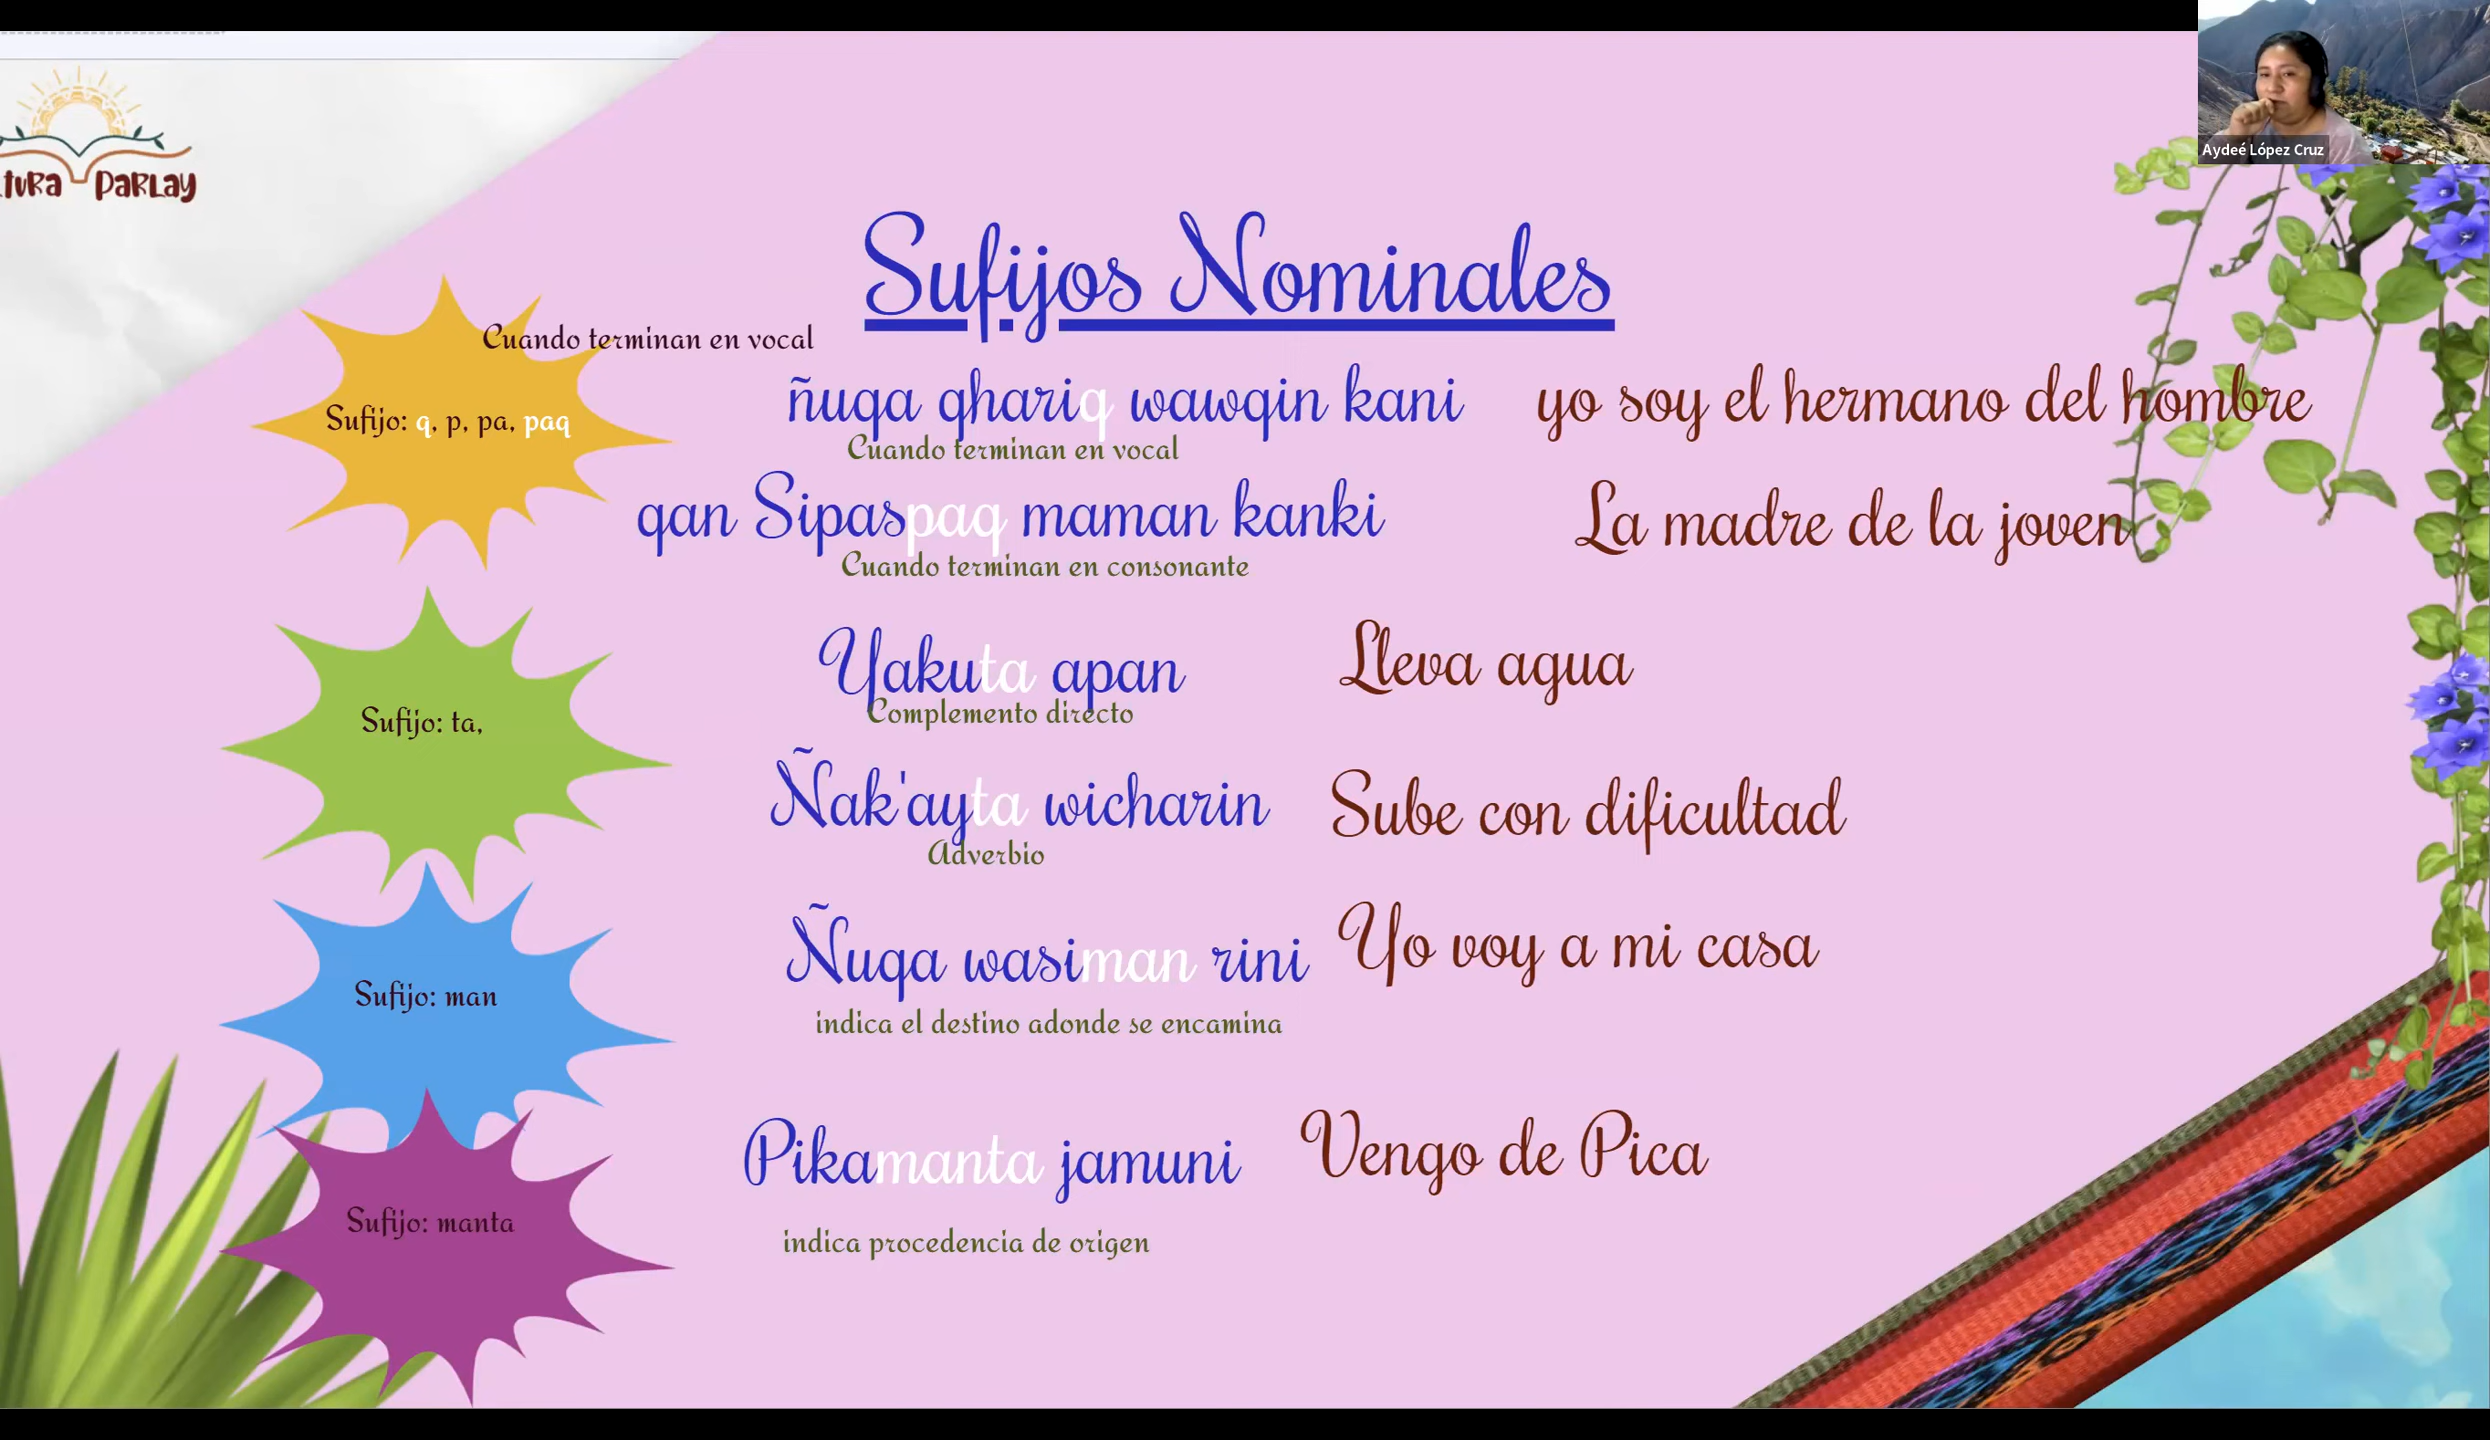 Aydeé López Cruz
PARLAY
Sufijos Nominales
Cuando terminan en vocal
Sufijo: q, p, pa, paq
ñuqa qhariq wawqin kani
yo soy el hermano del hombre
Cuando terminan en vocal
qan Sipaspaq maman kanki
La madre de la joven
Cuando terminan en consonante
Sufijo: ta,
Yakuta apan
Lleva agua
Complemento directo
Ñak'ayta wicharin
Sube con dificultad
Adverbio
Sufijo: man
Ñuqa wasiman rini
Yo voy a mi casa
indica el destino adonde se encamina
Sufijo: manta
Pikamanta jamuni
Vengo de Pica
indica procedencia de origen